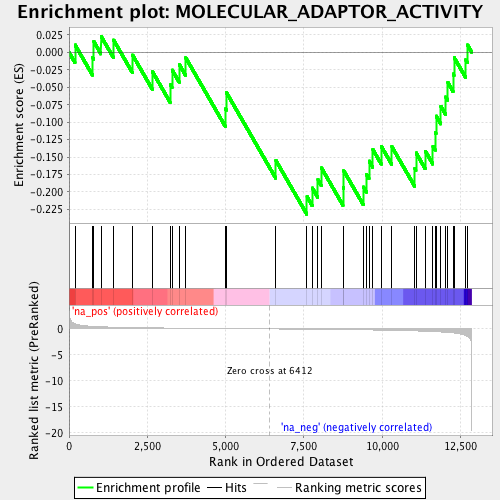 Enrichment plot: MOLECULAR_ADAPTOR_ACTIVITY
Enrichment score (ES)
0.025
0.000
-0.025
-0.050
-0.075
-0.100
-0.125
-0.150
-0.175
-0.200
-0.225
'na_pos' (positively correlated)
Ranked list metric (PreRanked)
0
-5
-10
-15
-20
Zero cross at 6412
'na_neg' (negatively correlated)
0
2,500
5,000
7,500
10,000
12,500
Rank in Ordered Dataset
Enrichment profile
Hits
Ranking metric scores